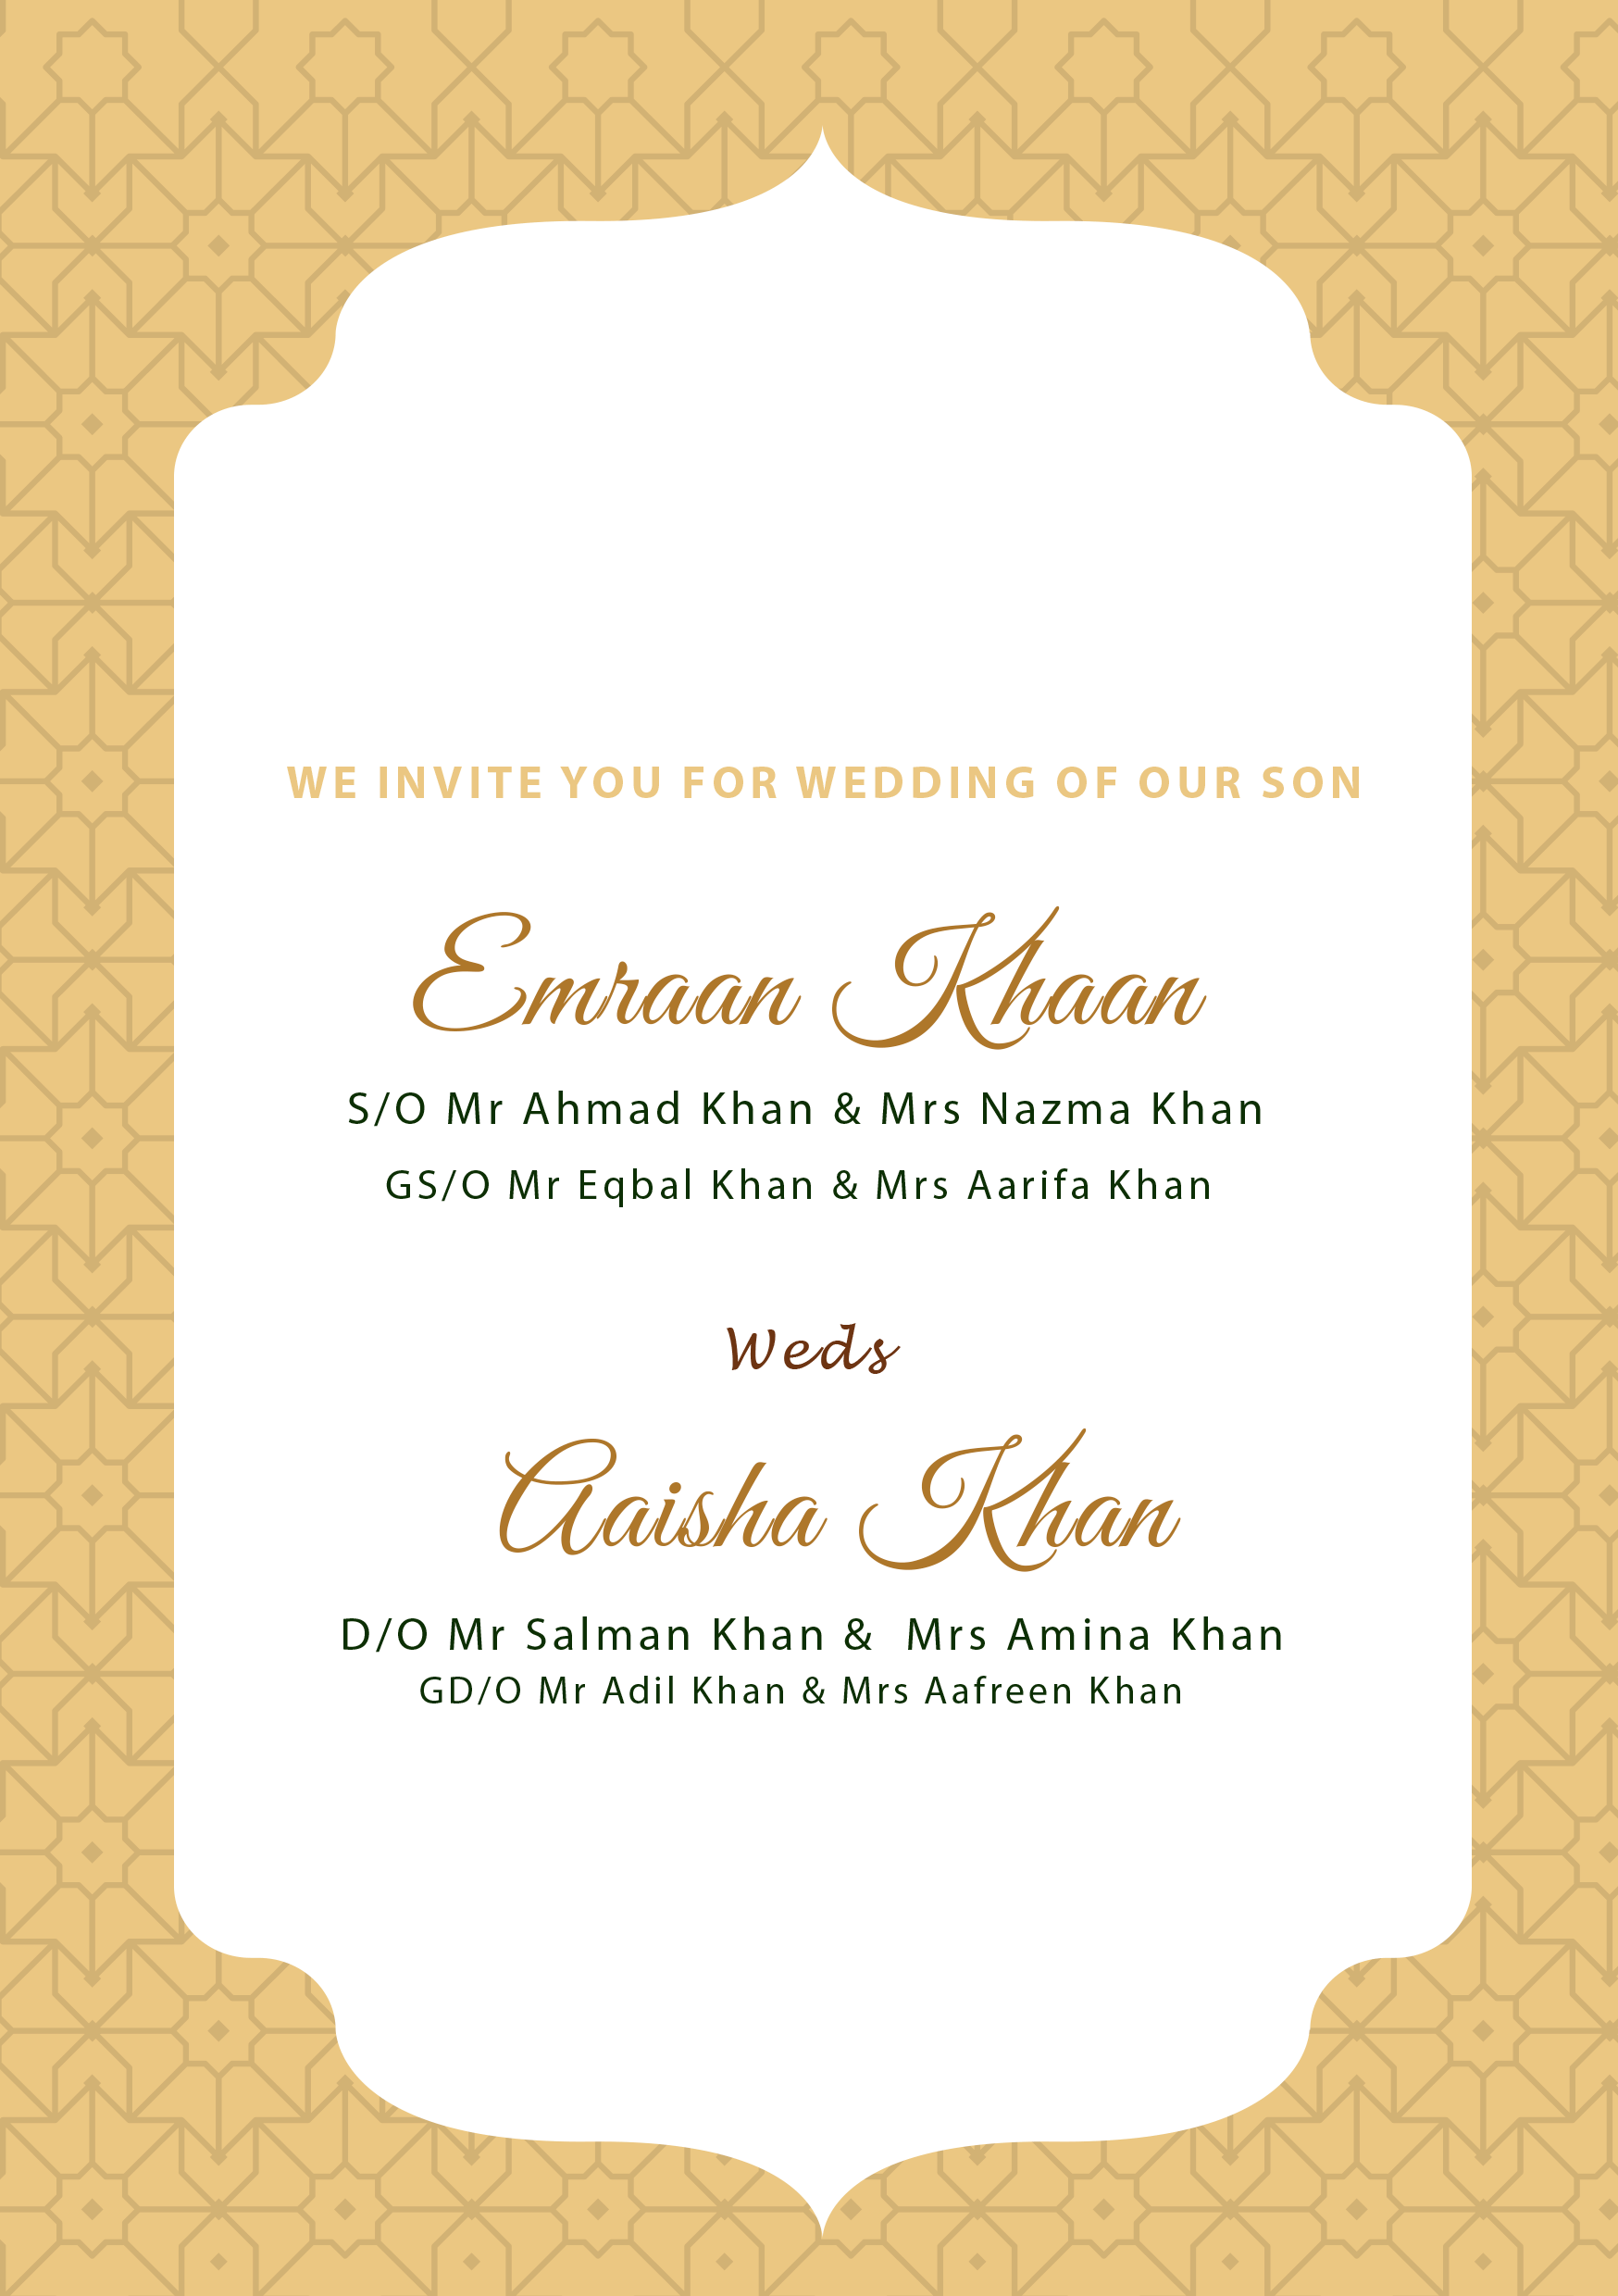 WE INVITE YOU FOR WEDDING OF OUR SON
Emraan Khaan
S/O Mr Ahmad Khan & Mrs Nazma Khan
GS/O Mr Eqbal Khan & Mrs Aarifa Khan
Weds
Aaisha Khan
D/O Mr Salman Khan & Mrs Amina Khan
GD/O Mr Adil Khan & Mrs Aafreen Khan